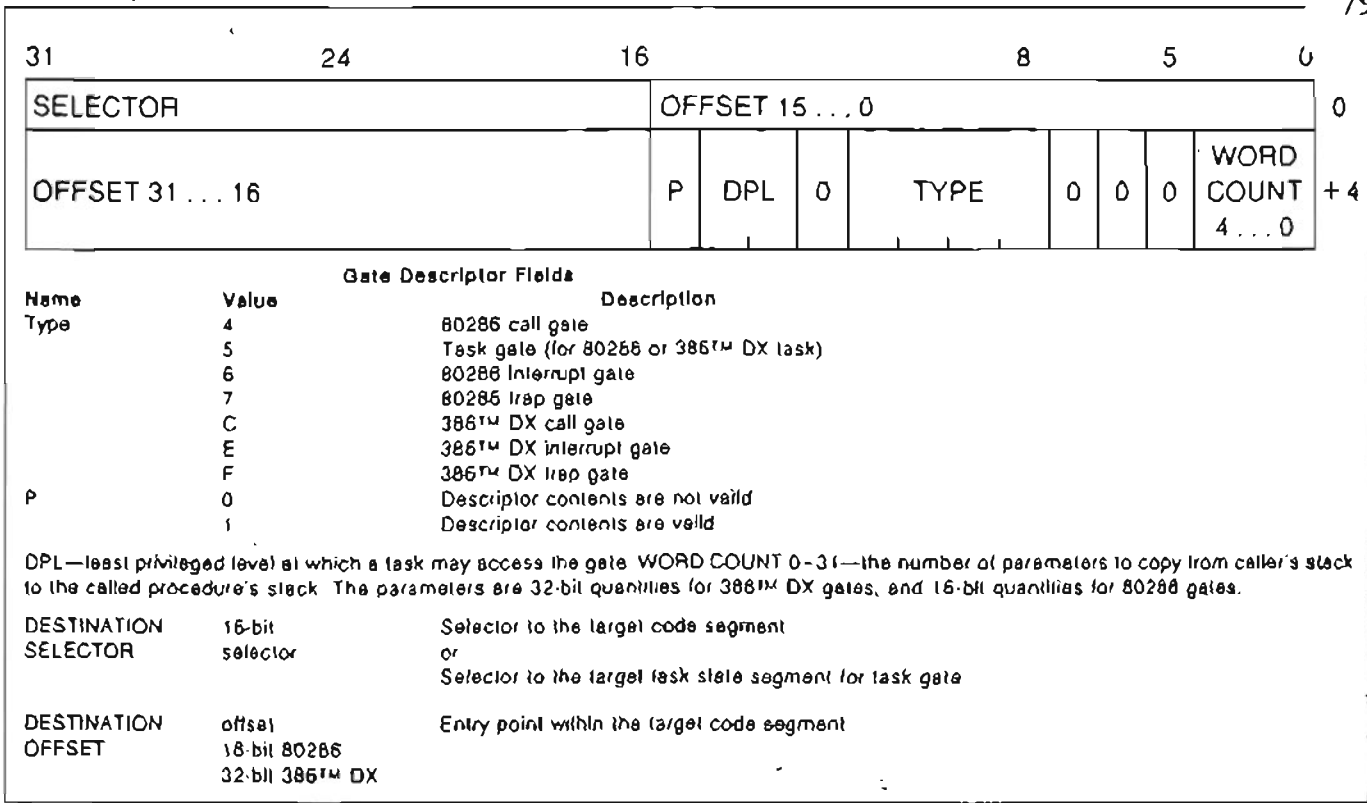 31 24 16 8 5 0
SELECTOR OFFSET 15 ... 0 0
OFFSET 31 ... 16 P DPL 0 TYPE 0 0 0 WORD COUNT 4 ... 0 +4
Gate Descriptor Fields
Name Value Description
Type 4 80286 call gate
5 Task gate (for 80286 or 386™ DX task)
6 80286 interrupt gate
7 80286 trap gate
C 386™ DX call gate
E 386™ DX interrupt gate
F 386™ DX trap gate
P 0 Descriptor contents are not valid
1 Descriptor contents are valid
DPL—least privileged level at which a task may access the gate. WORD COUNT 0-31—the number of parameters to copy from caller's stack
to the called procedure's stack. The parameters are 32-bit quantities for 386™ DX gates, and 16-bit quantities for 80286 gates.
DESTINATION 16-bit Selector to the target code segment
SELECTOR selector or
Selector to the target task state segment for task gate
DESTINATION offset Entry point within the target code segment
OFFSET 16-bit 80286
32-bit 386™ DX